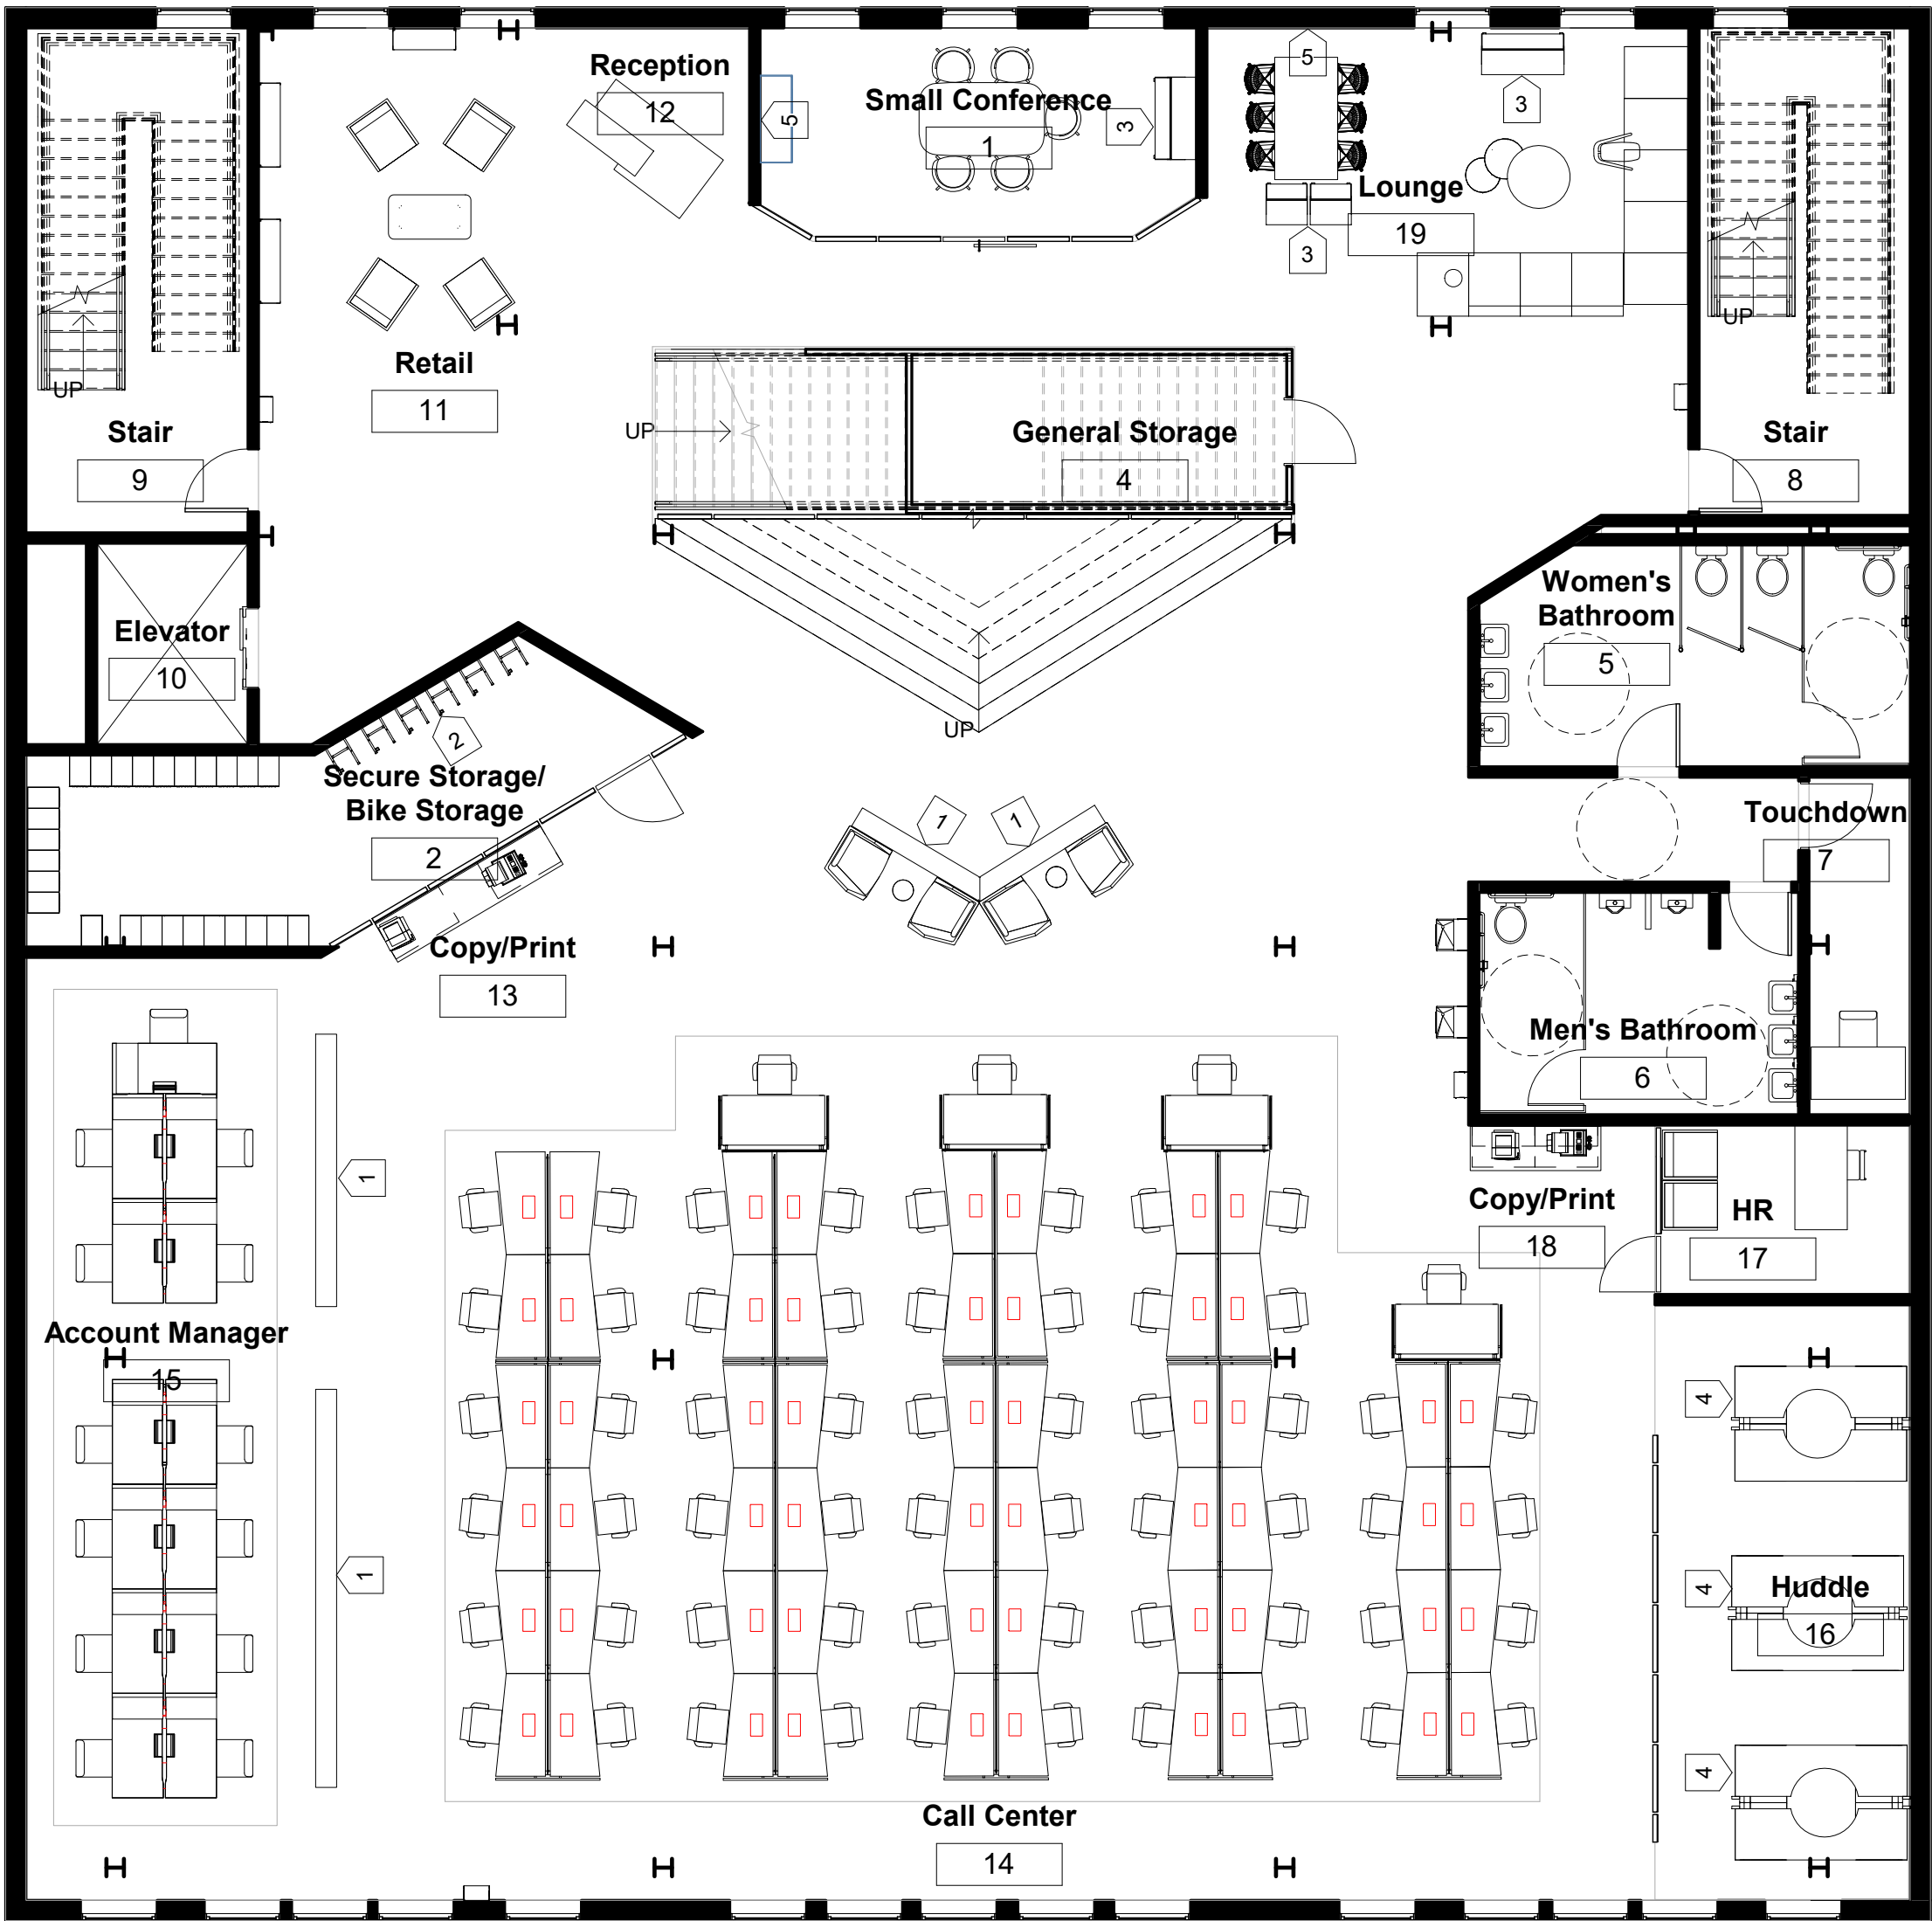 Reception
12
5
Small Conference
1
3
5
3
Lounge
19
3
5
UP
Stair
9
Retail
11
UP
General Storage
4
UP
Stair
8
Elevator
10
Women's
Bathroom
5
UP
2
Secure Storage/
Bike Storage
2
1
1
Touchdown
7
Copy/Print
13
Men's Bathroom
6
1
Copy/Print
18
HR
17
Account Manager
15
1
4
4
Huddle
16
4
Call Center
14